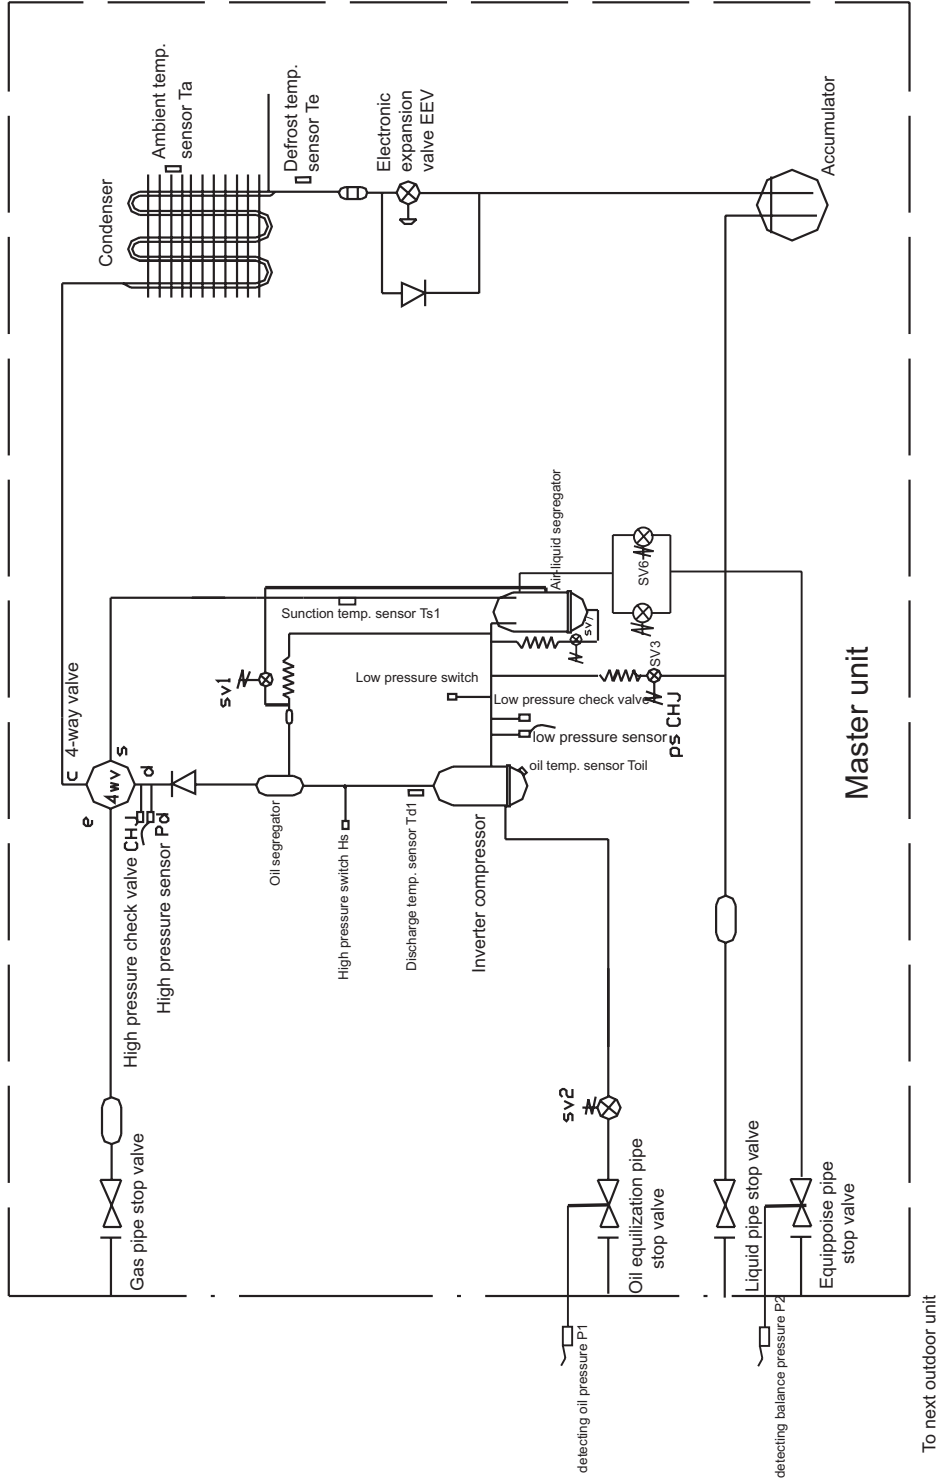 Ambient temp.
sensor Ta
Defrost temp.
sensor Te
Electronic
expansion
valve EEV
Accumulator
Condenser
Air-liquid segregator
Sunction temp. sensor Ts1
sv1
SV6
sv7
SV3
Low pressure switch
Low pressure check valve
low pressure sensor
ps CHJ
oil temp. sensor Toil
4-way valve
c
s
4wv
d
e
High pressure check valve CHJ
High pressure sensor Pd
Oil segregator
High pressure switch Hs
Discharge temp. sensor Td1
Inverter compressor
Master unit
sv2
Gas pipe stop valve
Oil equilization pipe
stop valve
Liquid pipe stop valve
Equippoise pipe
stop valve
detecting oil pressure P1
detecting balance pressure P2
To next outdoor unit